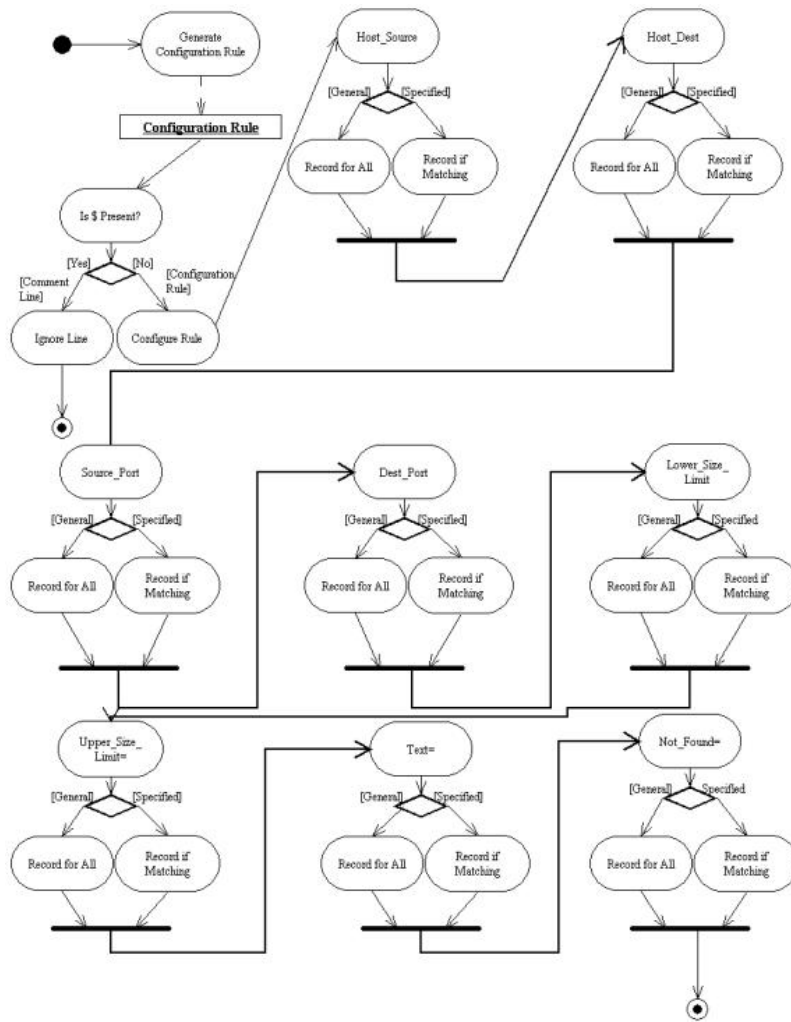 Generate
Configuration Rule
Configuration Rule
Is $ Present?
[Yes]
[No]
[Comment
Line]
[Configuration
Rule]
Ignore Line
Configure Rule
Host_Source
[General]
[Specified]
Record for All
Record if
Matching
Host_Dest
[General]
[Specified]
Record for All
Record if
Matching
Source_Port
[General]
[Specified]
Record for All
Record if
Matching
Dest_Port
[General]
[Specified]
Record for All
Record if
Matching
Lower_Size_
Limit
[General]
[Specified
Record for All
Record if
Matching
Upper_Size_
Limit=
[General]
[Specified]
Record for All
Record if
Matching
Text=
[General]
[Specified]
Record for All
Record if
Matching
Not_Found=
[General]
Specified
Record for All
Record if
Matching